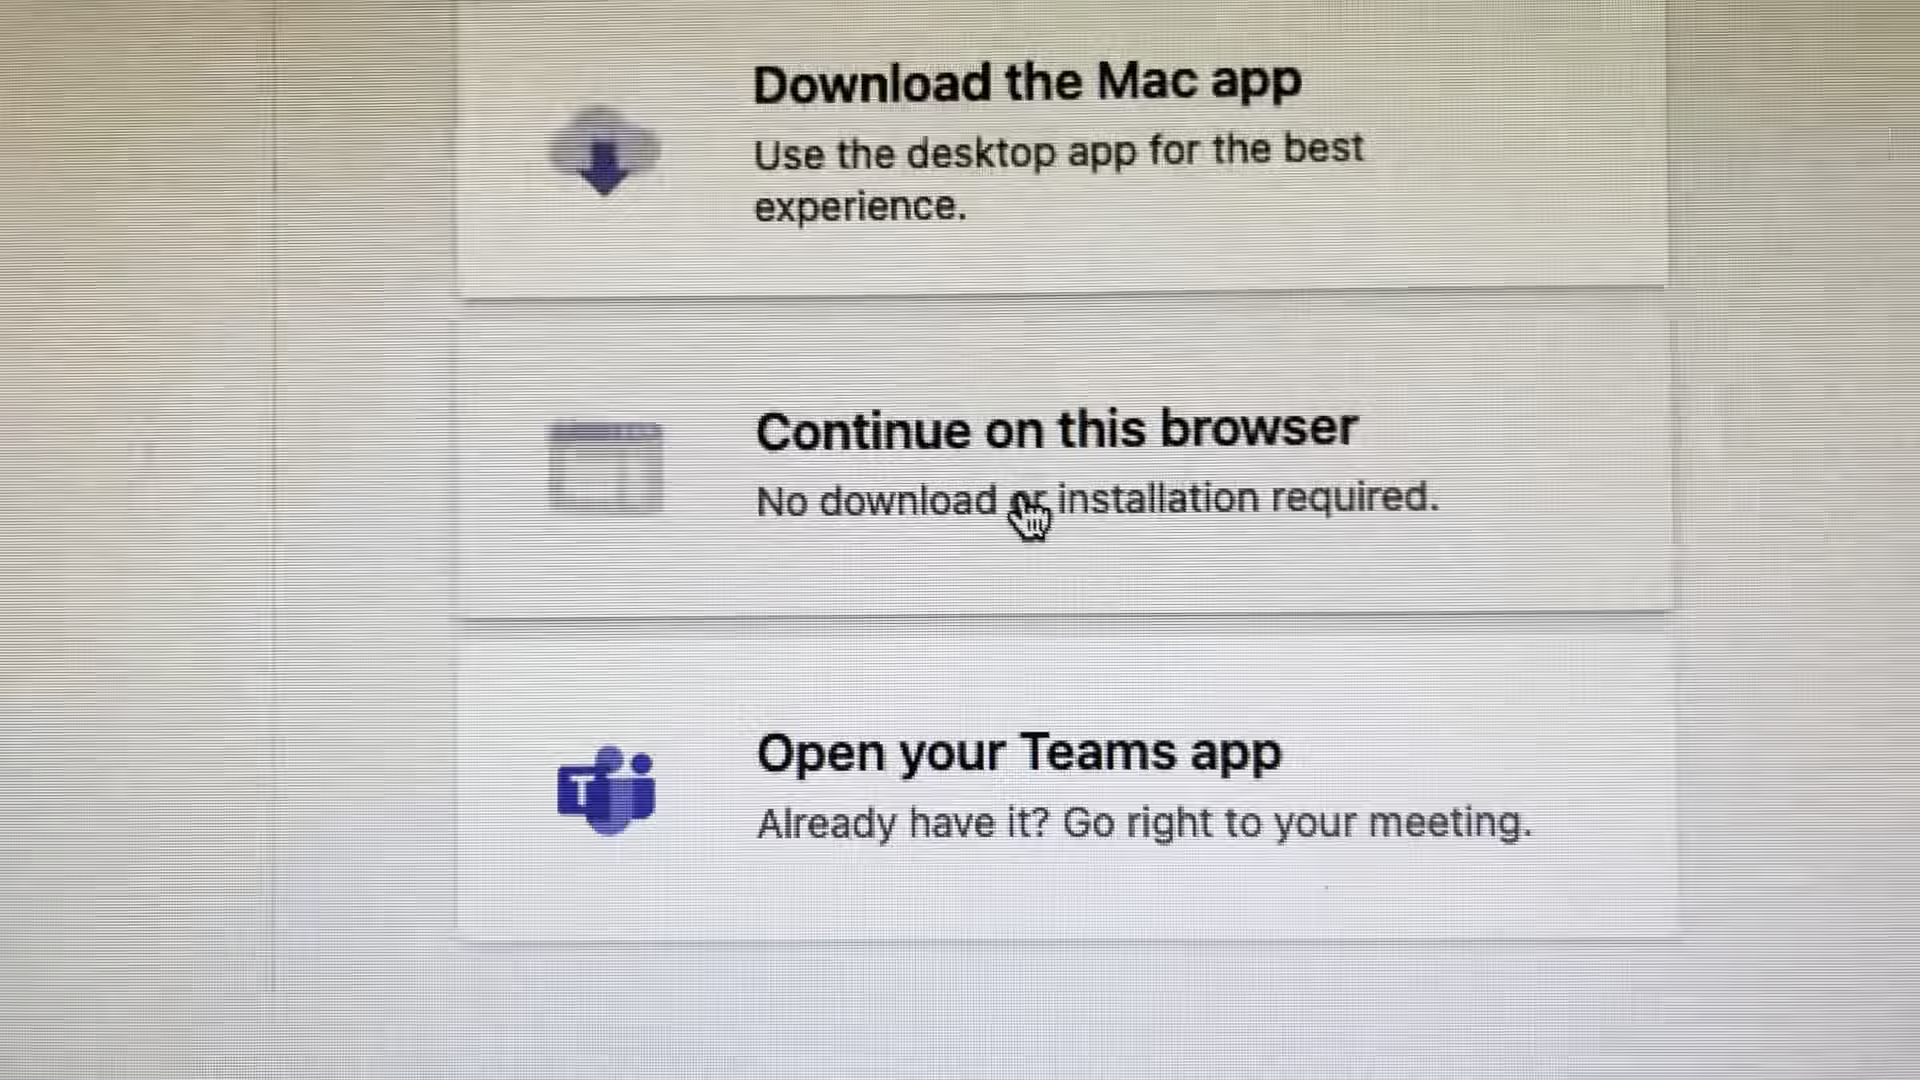 Download the Mac app
Use the desktop app for the best
experience.
Continue on this browser
No download or installation required.
T
Open your Teams app
Already have it? Go right to your meeting.